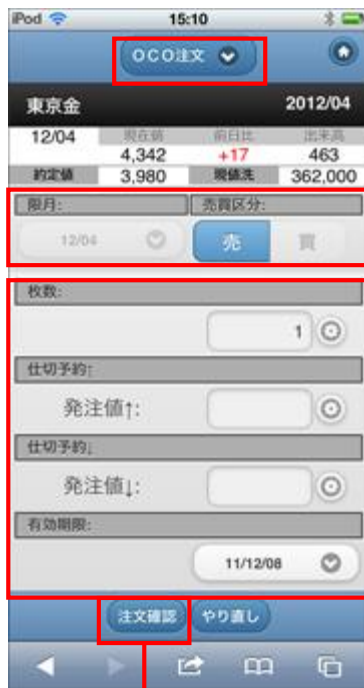 iPod 15:10
OCO注文
東京金 2012/04
12/04 現在値 前日比 出来高
4,342 +17 463
約定値 3,980 現値洗 362,000
限月: 売買区分:
12/04 売 買
枚数:
1
仕切予約↑
発注値↑:
仕切予約↓
発注値↓:
有効期限:
11/12/08
注文確認 やり直し